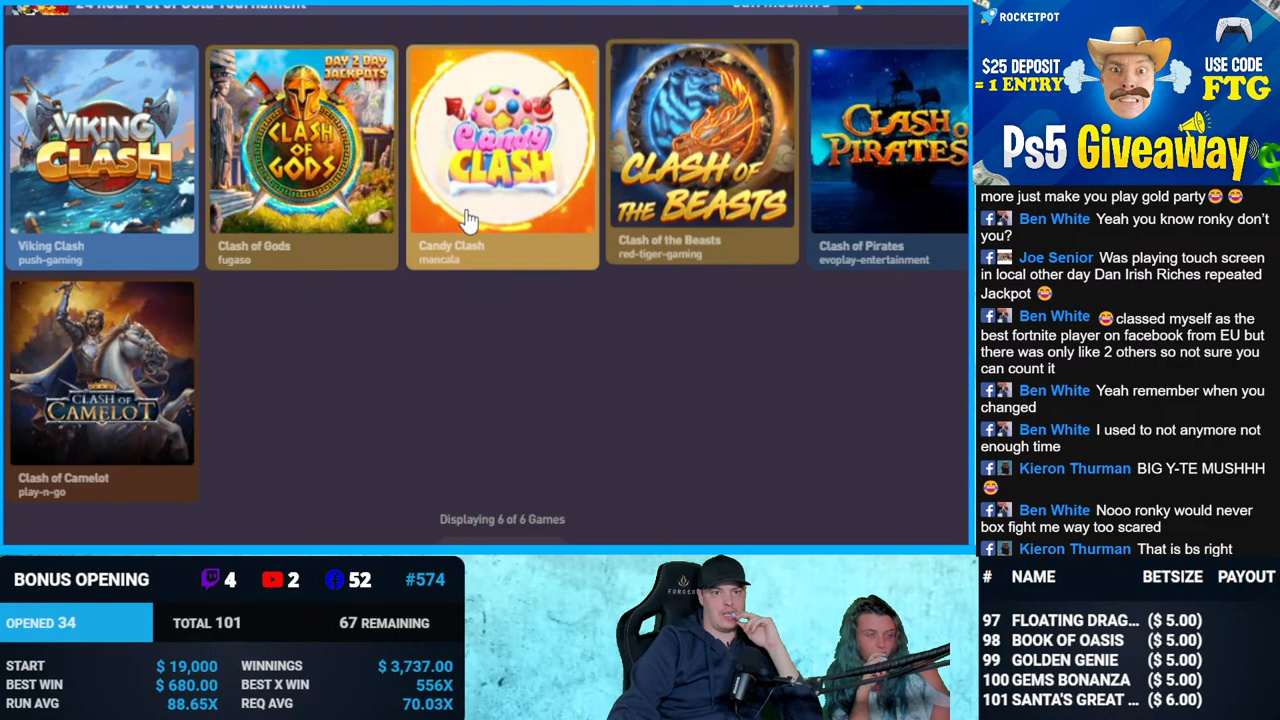 24 Hour Pot of Gold Tournament
VIKING
CLASH
Viking Clash
push-gaming
DAY 2 DAY
JACKPOTS
CLASH
OF
GODS
Clash of Gods
fugaso
Candy
CLASH
Candy Clash
mancala
CLASH OF
THE BEASTS
Clash of the Beasts
red-tiger-gaming
CLASH O
PIRATES
Clash of Pirates
evoplay-entertainment
CLASH OF
CAMELOT
Clash of Camelot
play-n-go
Displaying 6 of 6 Games
ROCKETPOT
$25 DEPOSIT
= 1 ENTRY
USE CODE
FTG
Ps5 Giveaway
more just make you play gold party😂 😂
Ben White Yeah you know ronky don't
you?
Joe Senior Was playing touch screen
in local other day Dan Irish Riches repeated
Jackpot 😂
Ben White 😂classed myself as the
best fortnite player on facebook from EU but
there was only like 2 others so not sure you
can count it
Ben White Yeah remember when you
changed
Ben White I used to not anymore not
enough time
Kieron Thurman BIG Y-TE MUSHHH
😂
Ben White Nooo ronky would never
box fight me way too scared
Kieron Thurman That is bs right
BONUS OPENING 4 2 52 #574
OPENED 34 TOTAL 101 67 REMAINING
START $ 19,000 WINNINGS $ 3,737.00
BEST WIN $ 680.00 BEST X WIN 556X
RUN AVG 88.65X REQ AVG 70.03X
# NAME BETSIZE PAYOUT
97 FLOATING DRAG... ($ 5.00)
98 BOOK OF OASIS ($ 5.00)
99 GOLDEN GENIE ($ 5.00)
100 GEMS BONANZA ($ 5.00)
101 SANTA'S GREAT ... ($ 6.00)